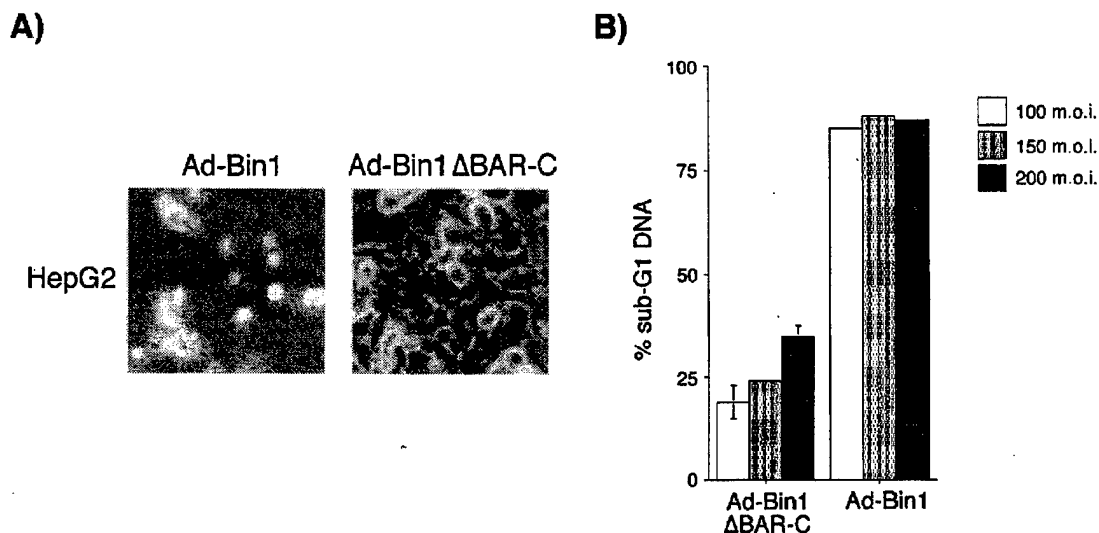 A)
Ad-Bin1
Ad-Bin1 ΔBAR-C
HepG2
B)
% sub-G1 DNA
100
75
50
25
0
100 m.o.i.
150 m.o.l.
200 m.o.i.
Ad-Bin1
ΔBAR-C
Ad-Bin1